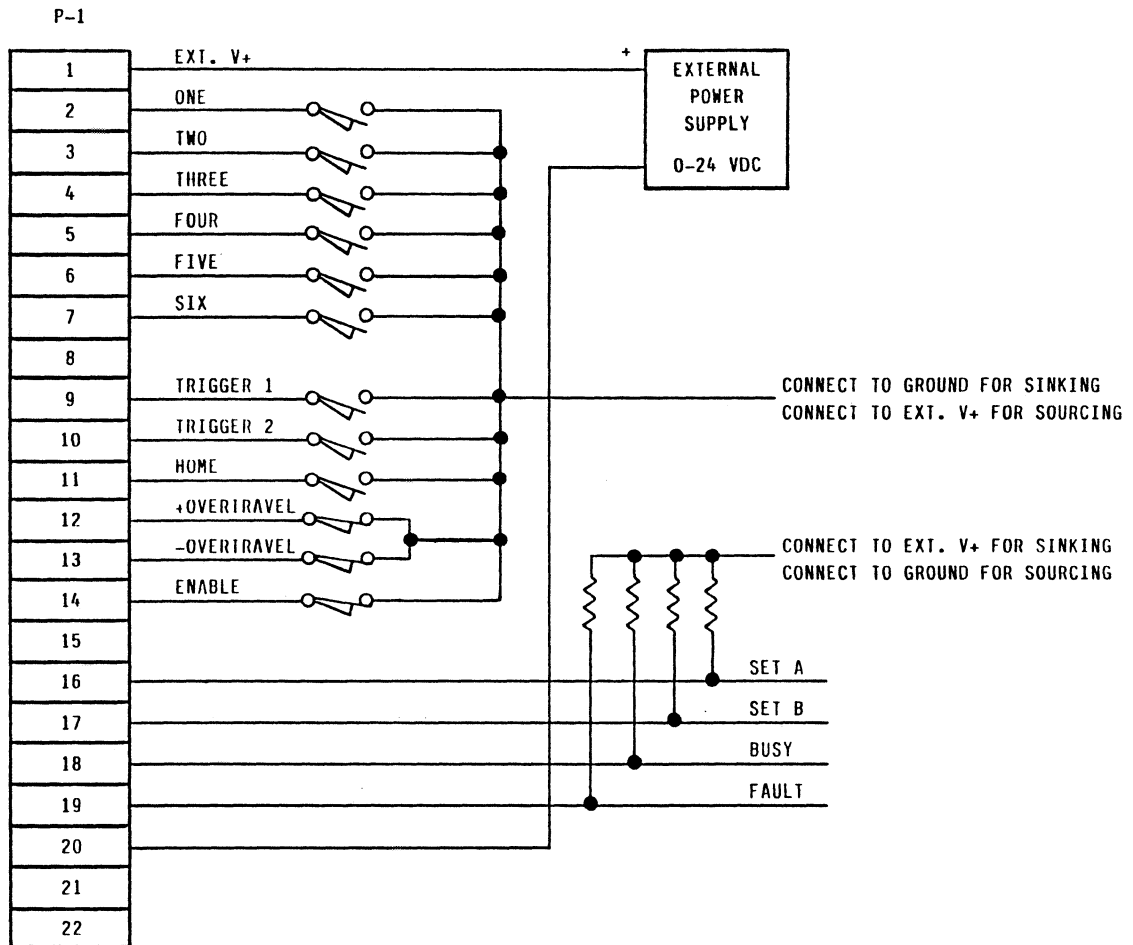 P-1
1 EXT. V+ + EXTERNAL
POWER
SUPPLY
0-24 VDC
2 ONE
3 TWO
4 THREE
5 FOUR
6 FIVE
7 SIX
8
9 TRIGGER 1
CONNECT TO GROUND FOR SINKING
CONNECT TO EXT. V+ FOR SOURCING
10 TRIGGER 2
11 HOME
12 +OVERTRAVEL
13 -OVERTRAVEL
CONNECT TO EXT. V+ FOR SINKING
CONNECT TO GROUND FOR SOURCING
14 ENABLE
15
16 SET A
17 SET B
18 BUSY
19 FAULT
20
21
22